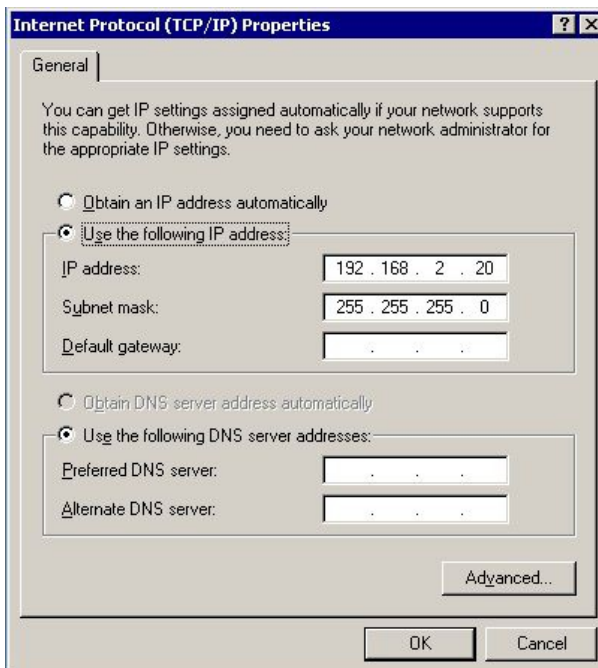 Internet Protocol (TCP/IP) Properties
General
You can get IP settings assigned automatically if your network supports
this capability. Otherwise, you need to ask your network administrator for
the appropriate IP settings.
Obtain an IP address automatically
Use the following IP address:
IP address: 192 . 168 . 2 . 20
Subnet mask: 255 . 255 . 255 . 0
Default gateway: . . .
Obtain DNS server address automatically
Use the following DNS server addresses:
Preferred DNS server: . . .
Alternate DNS server: . . .
Advanced...
OK Cancel